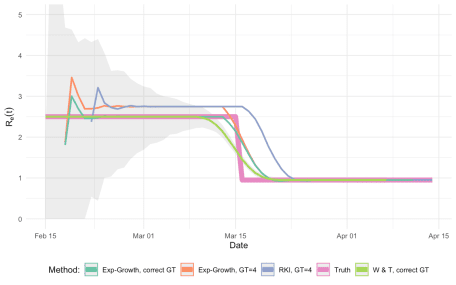 5
4
3
2
1
0
Re(t)
Feb 15
Mar 01
Mar 15
Apr 01
Apr 15
Date
Method: Exp-Growth, correct GT Exp-Growth, GT=4 RKI, GT=4 Truth W & T, correct GT